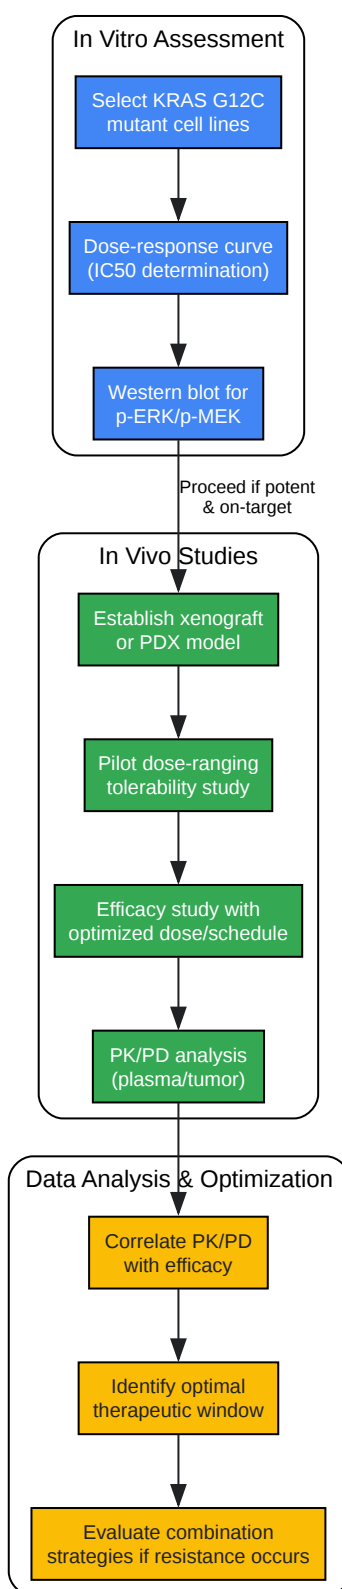 In Vitro Assessment
Select KRAS G12C
mutant cell lines
Dose-response curve
(IC50 determination)
Western blot for
p-ERK/p-MEK
Proceed if potent
& on-target
In Vivo Studies
Establish xenograft
or PDX model
Pilot dose-ranging
tolerability study
Efficacy study with
optimized dose/schedule
PK/PD analysis
(plasma/tumor)
Data Analysis & Optimization
Correlate PK/PD
with efficacy
Identify optimal
therapeutic window
Evaluate combination
strategies if resistance occurs